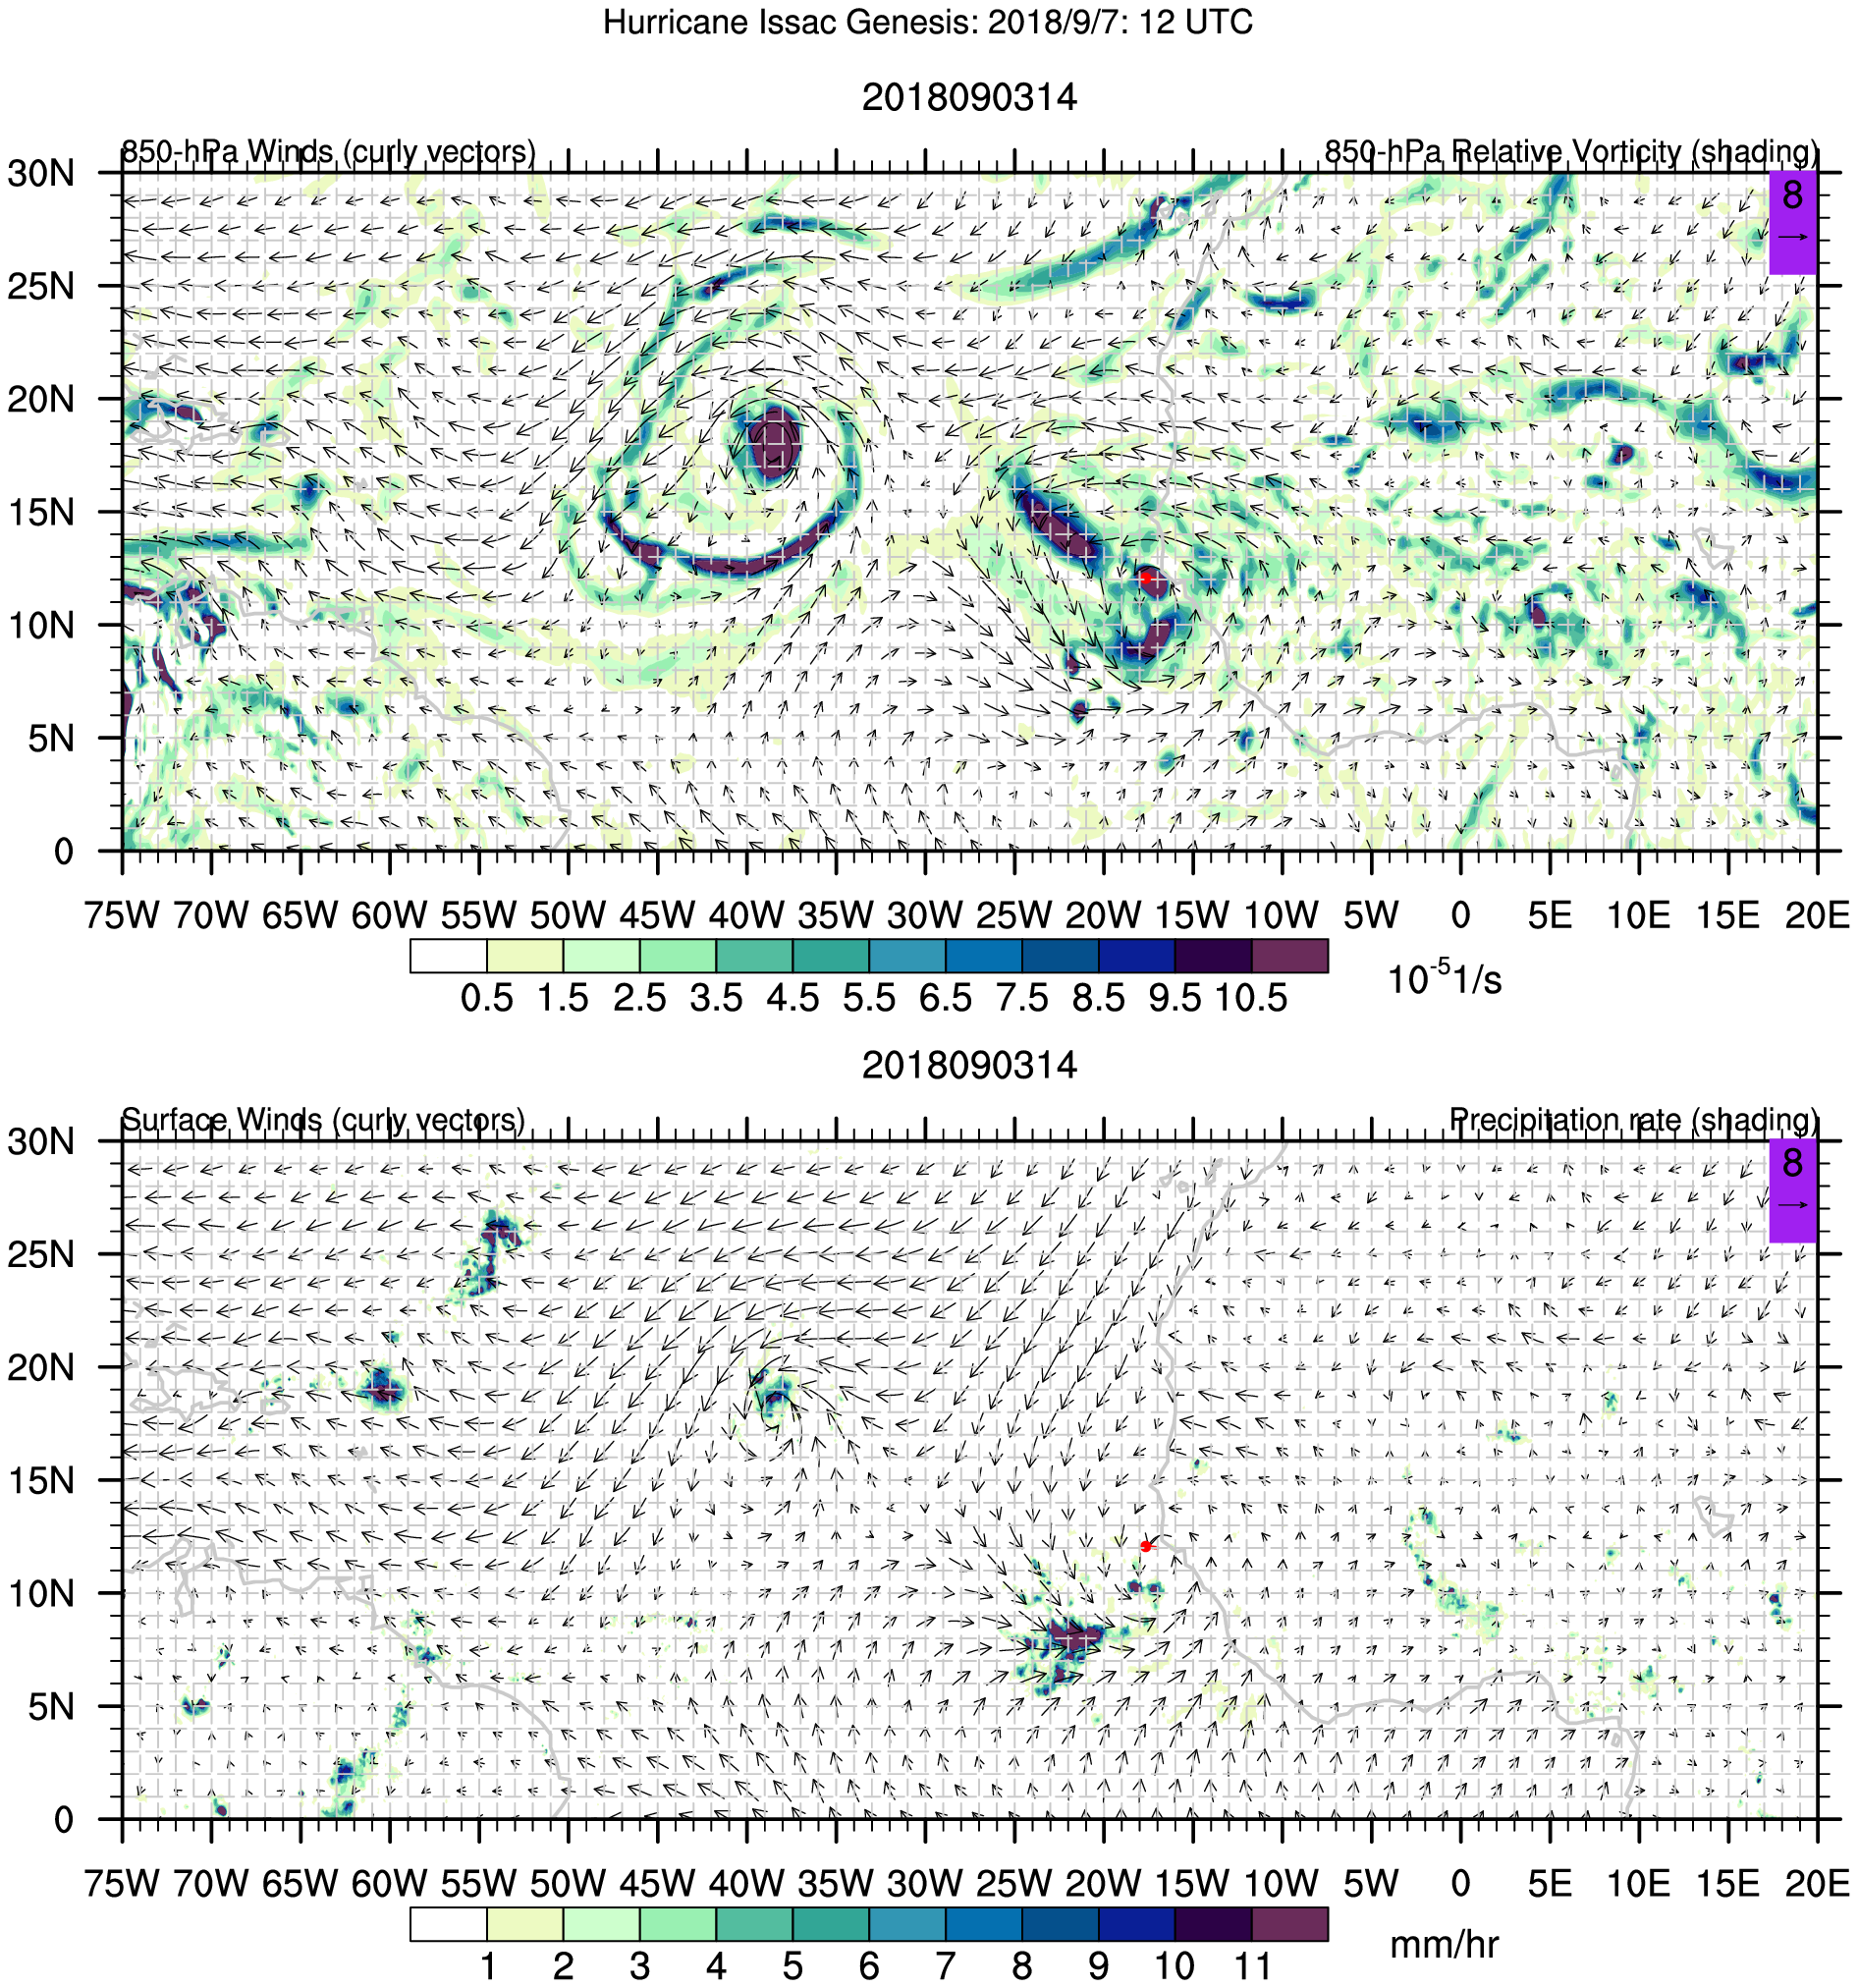 Hurricane Issac Genesis: 2018/9/7: 12 UTC
2018090314
850-hPa Winds (curly vectors) 850-hPa Relative Vorticity (shading)
8
30N
25N
20N
15N
10N
5N
0
75W 70W 65W 60W 55W 50W 45W 40W 35W 30W 25W 20W 15W 10W 5W 0 5E 10E 15E 20E
0.5 1.5 2.5 3.5 4.5 5.5 6.5 7.5 8.5 9.5 10.5
10⁻⁵1/s
2018090314
Surface Winds (curly vectors) Precipitation rate (shading)
8
30N
25N
20N
15N
10N
5N
0
75W 70W 65W 60W 55W 50W 45W 40W 35W 30W 25W 20W 15W 10W 5W 0 5E 10E 15E 20E
1 2 3 4 5 6 7 8 9 10 11
mm/hr